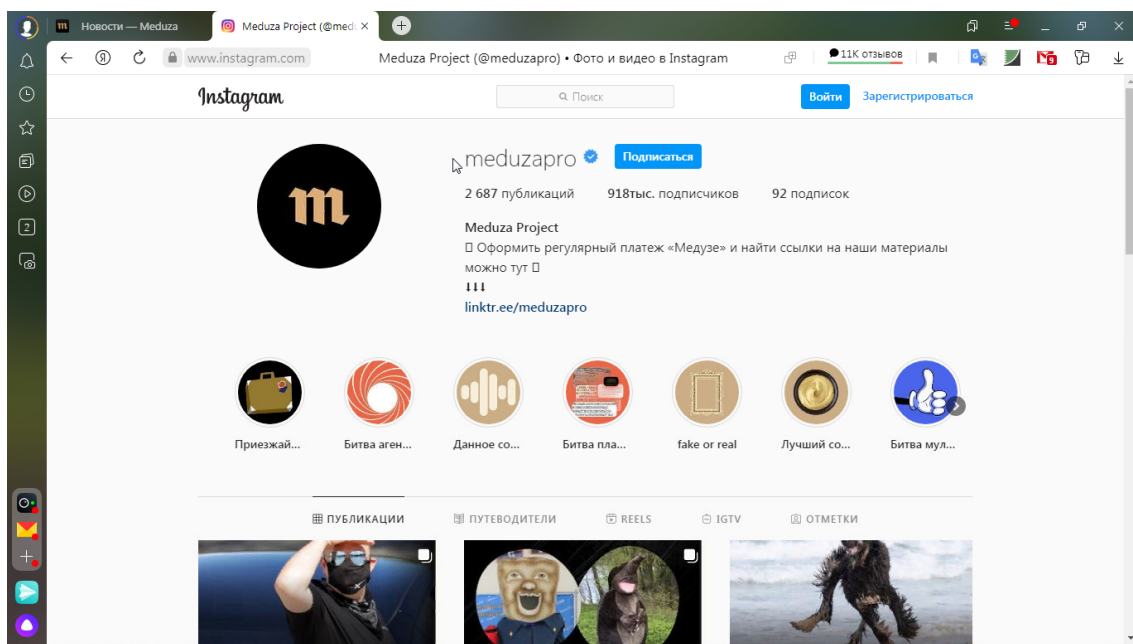 Новости — Meduza
Meduza Project (@medu
www.instagram.com
Meduza Project (@meduzapro) • Фото и видео в Instagram
11K отзывов
Instagram
Поиск
Войти
Зарегистрироваться
m
meduzapro
Подписаться
2 687 публикаций
918тыс. подписчиков
92 подписок
Meduza Project
Оформить регулярный платеж «Медузе» и найти ссылки на наши материалы
можно тут
linktr.ee/meduzapro
Приезжай...
Битва аген...
Данное со...
Битва пла...
fake or real
Лучший со...
Битва мул...
ПУБЛИКАЦИИ
ПУТЕВОДИТЕЛИ
REELS
IGTV
ОТМЕТКИ
2